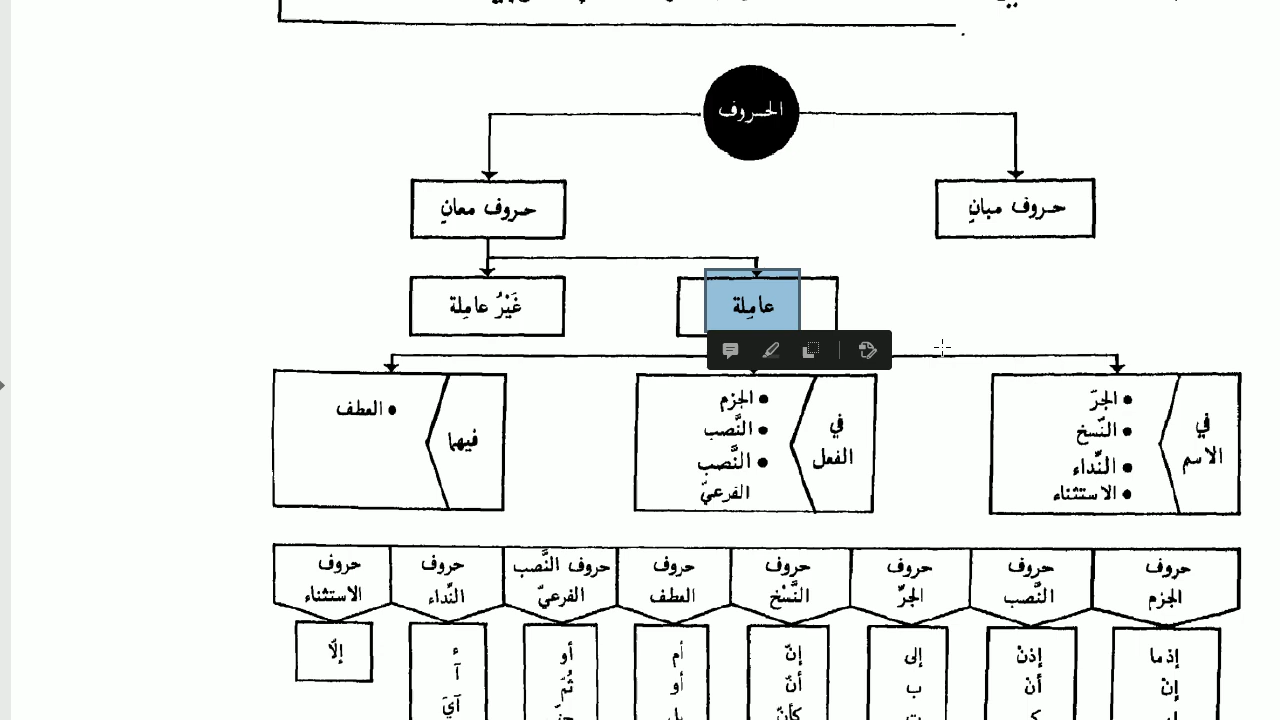 الحروف
حروف مبانٍ
حروف معانٍ
عامِلة
غَيْرُ عامِلة
في الاسم
• الجرّ
• النّسخ
• النِّداء
• الاستثناء
في الفعل
• الجزم
• النَّصب
• النَّصب الفرعيّ
فيهما
• العطف
حروف الجزم
حروف النَّصب
حروف الجرِّ
حروف النَّسْخ
حروف العطف
حروف النَّصب الفرعيّ
حروف النِّداء
حروف الاستثناء
إذما
إنْ
إذنْ
أنْ
إلى
ب
إنّ
أنّ
كأنّ
أم
أو
بل
أو
ثُمّ
ء
آ
آيَ
إلّا